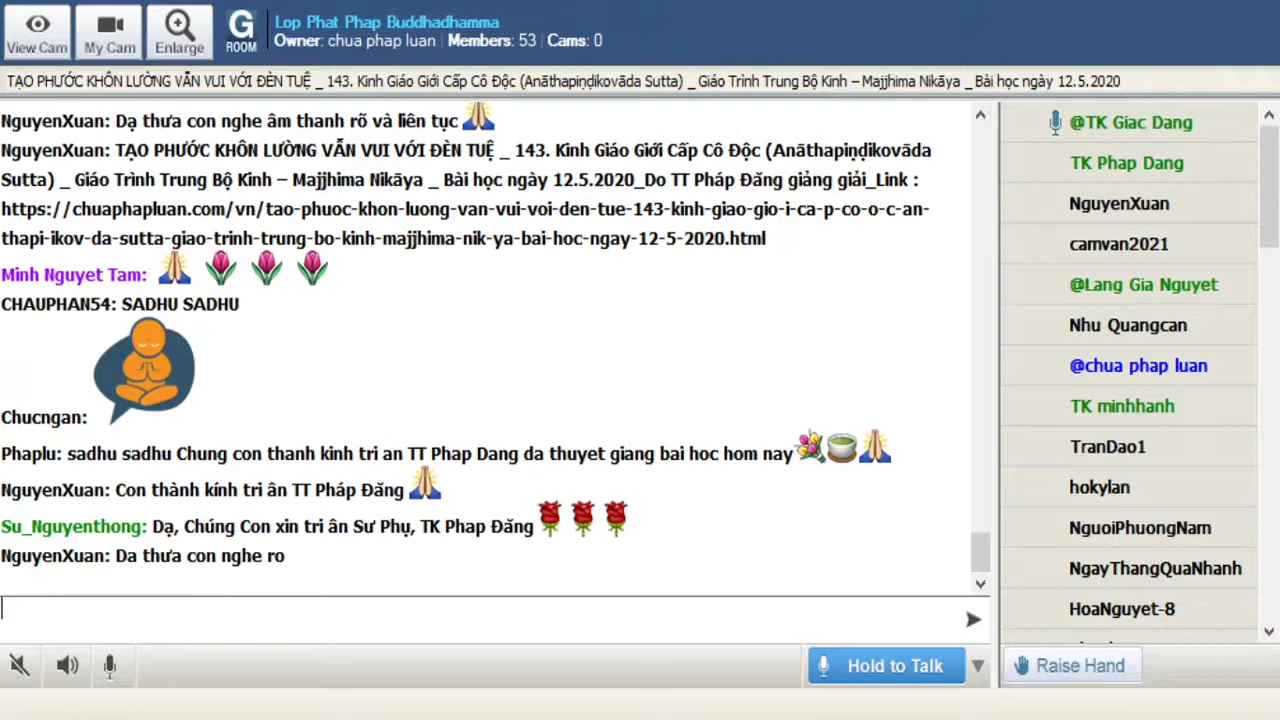 View Cam
My Cam
Enlarge
G
ROOM
Lop Phat Phap Buddhadhamma
Owner: chua phap luan | Members: 53 | Cams: 0
TẠO PHƯỚC KHÔN LƯỜNG VẪN VUI VỚI ĐÈN TUỆ _ 143. Kinh Giáo Giới Cấp Cô Độc (Anāthapiṇḍikovāda Sutta) _ Giáo Trình Trung Bộ Kinh – Majjhima Nikāya _ Bài học ngày 12.5.2020
NguyenXuan: Dạ thưa con nghe âm thanh rõ và liên tục
NguyenXuan: TẠO PHƯỚC KHÔN LƯỜNG VẪN VUI VỚI ĐÈN TUỆ _ 143. Kinh Giáo Giới Cấp Cô Độc (Anāthapiṇḍikovāda
Sutta) _ Giáo Trình Trung Bộ Kinh – Majjhima Nikāya _ Bài học ngày 12.5.2020_Do TT Pháp Đăng giảng giải_Link :
https://chuaphapluan.com/vn/tao-phuoc-khon-luong-van-vui-voi-den-tue-143-kinh-giao-gio-i-ca-p-co-o-c-an-
thapi-ikov-da-sutta-giao-trinh-trung-bo-kinh-majjhima-nik-ya-bai-hoc-ngay-12-5-2020.html
Minh Nguyet Tam:
CHAUPHAN54: SADHU SADHU
Chucngan:
Phaplu: sadhu sadhu Chung con thanh kinh tri an TT Phap Dang da thuyet giang bai hoc hom nay
NguyenXuan: Con thành kính tri ân TT Pháp Đăng
Su_Nguyenthong: Dạ, Chúng Con xin tri ân Sư Phụ, TK Phap Đăng
NguyenXuan: Da thưa con nghe ro
Hold to Talk
@TK Giac Dang
TK Phap Dang
NguyenXuan
camvan2021
@Lang Gia Nguyet
Nhu Quangcan
@chua phap luan
TK minhhanh
TranDao1
hokylan
NguoiPhuongNam
NgayThangQuaNhanh
HoaNguyet-8
Raise Hand